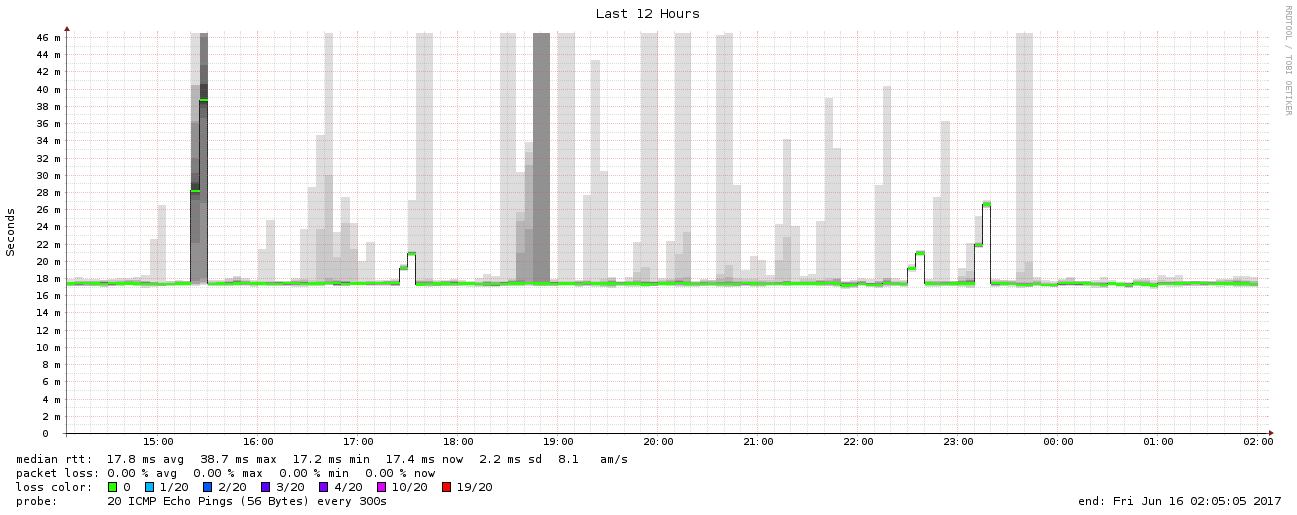 Last 12 Hours
RRDTOOL / TOBI OETIKER
Seconds
46 m
44 m
42 m
40 m
38 m
36 m
34 m
32 m
30 m
28 m
26 m
24 m
22 m
20 m
18 m
16 m
14 m
12 m
10 m
8 m
6 m
4 m
2 m
0
15:00 16:00 17:00 18:00 19:00 20:00 21:00 22:00 23:00 00:00 01:00 02:00
median rtt: 17.8 ms avg 38.7 ms max 17.2 ms min 17.4 ms now 2.2 ms sd 8.1 am/s
packet loss: 0.00 % avg 0.00 % max 0.00 % min 0.00 % now
loss color: 0 1/20 2/20 3/20 4/20 10/20 19/20
probe: 20 ICMP Echo Pings (56 Bytes) every 300s end: Fri Jun 16 02:05:05 2017